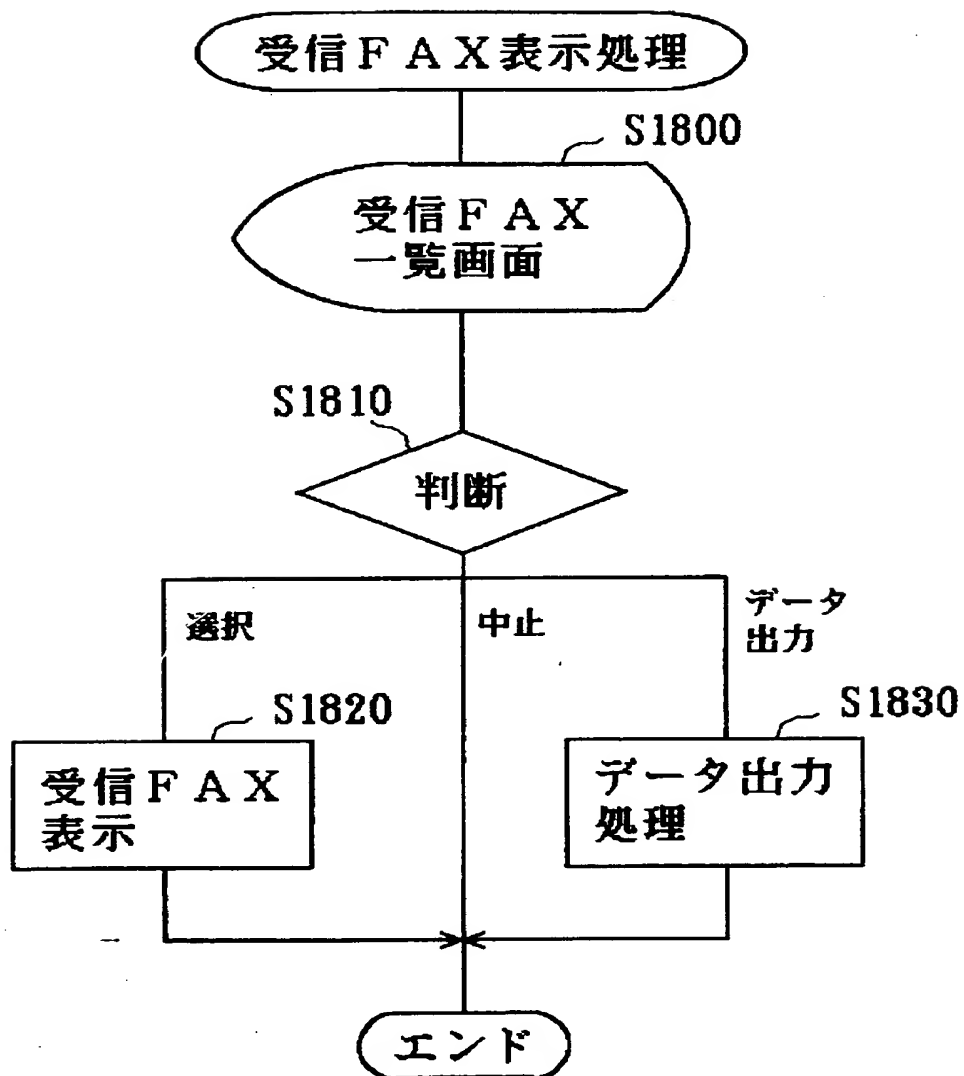 受信ＦＡＸ表示処理
S1800
受信ＦＡＸ
一覧画面
S1810
判断
選択
中止
データ
出力
S1820
受信ＦＡＸ
表示
S1830
データ出力
処理
エンド